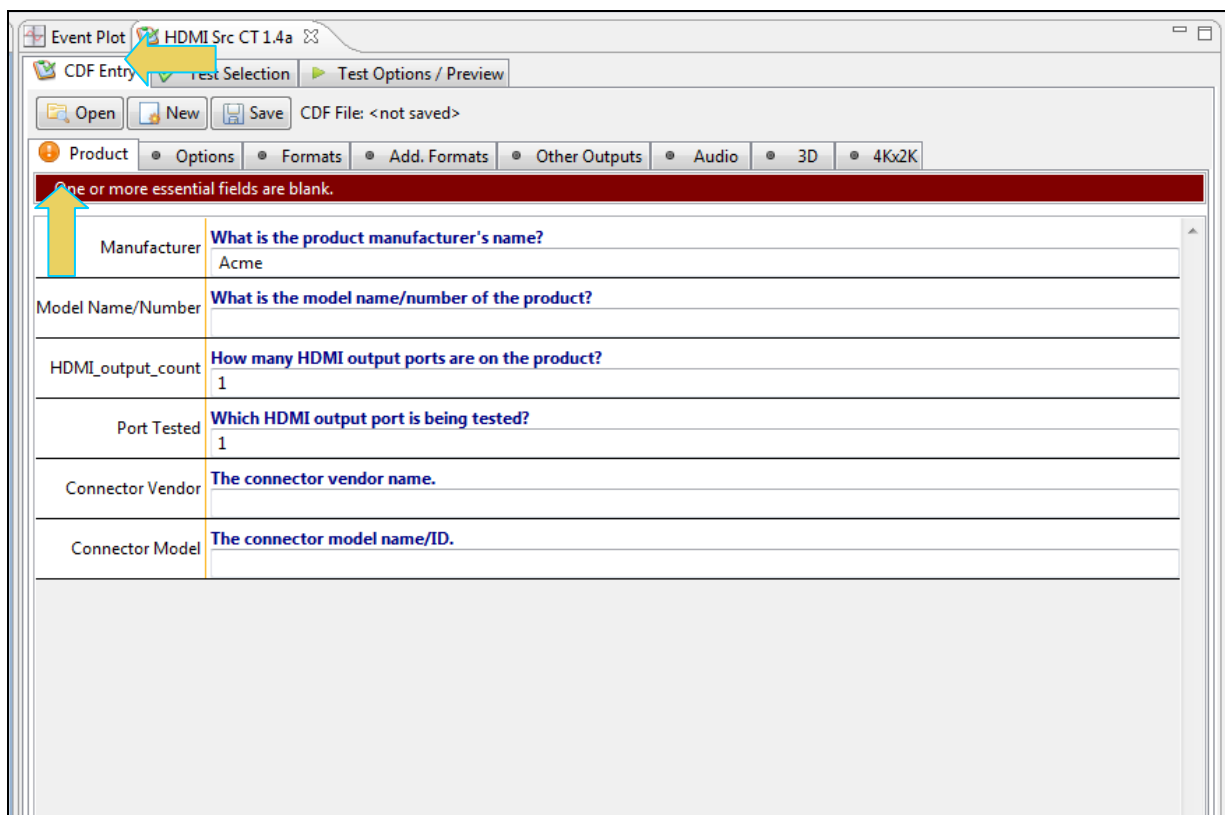 Event Plot HDMI Src CT 1.4a
CDF Entry Test Selection Test Options / Preview
Open New Save CDF File: <not saved>
Product Options Formats Add. Formats Other Outputs Audio 3D 4Kx2K
One or more essential fields are blank.
Manufacturer What is the product manufacturer's name?
Acme
Model Name/Number What is the model name/number of the product?
HDMI_output_count How many HDMI output ports are on the product?
1
Port Tested Which HDMI output port is being tested?
1
Connector Vendor The connector vendor name.
Connector Model The connector model name/ID.